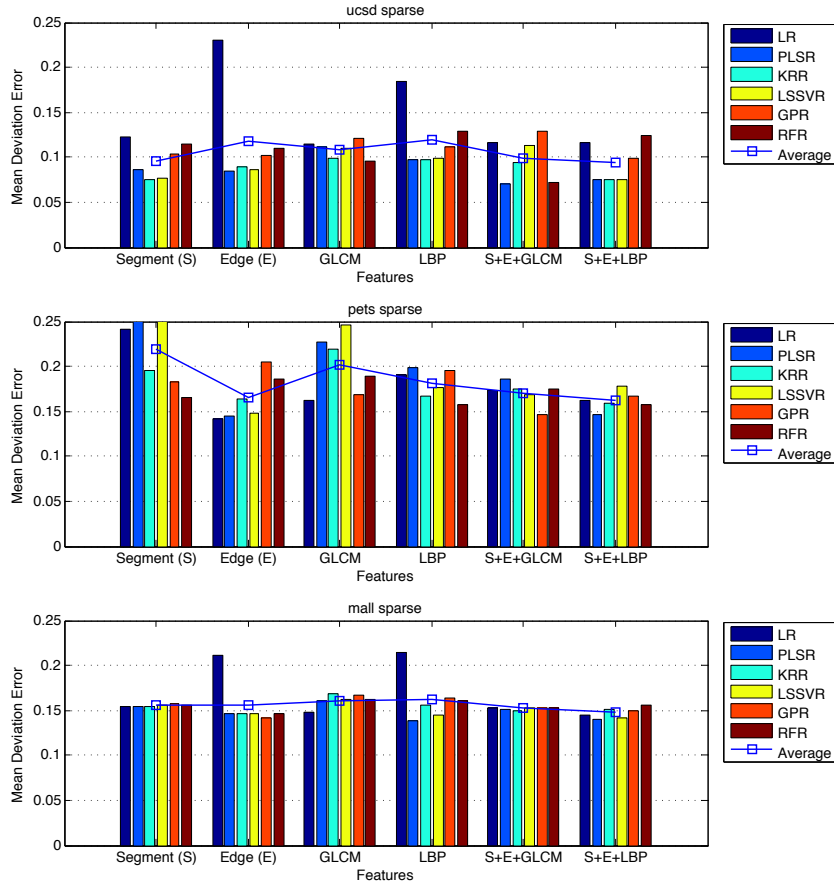 ucsd sparse
0.25
0.2
0.15
0.1
0.05
0
Mean Deviation Error
Segment (S) Edge (E) GLCM LBP S+E+GLCM S+E+LBP
Features
LR
PLSR
KRR
LSSVR
GPR
RFR
Average
pets sparse
0.25
0.2
0.15
0.1
0.05
0
Mean Deviation Error
Segment (S) Edge (E) GLCM LBP S+E+GLCM S+E+LBP
Features
LR
PLSR
KRR
LSSVR
GPR
RFR
Average
mall sparse
0.25
0.2
0.15
0.1
0.05
0
Mean Deviation Error
Segment (S) Edge (E) GLCM LBP S+E+GLCM S+E+LBP
Features
LR
PLSR
KRR
LSSVR
GPR
RFR
Average